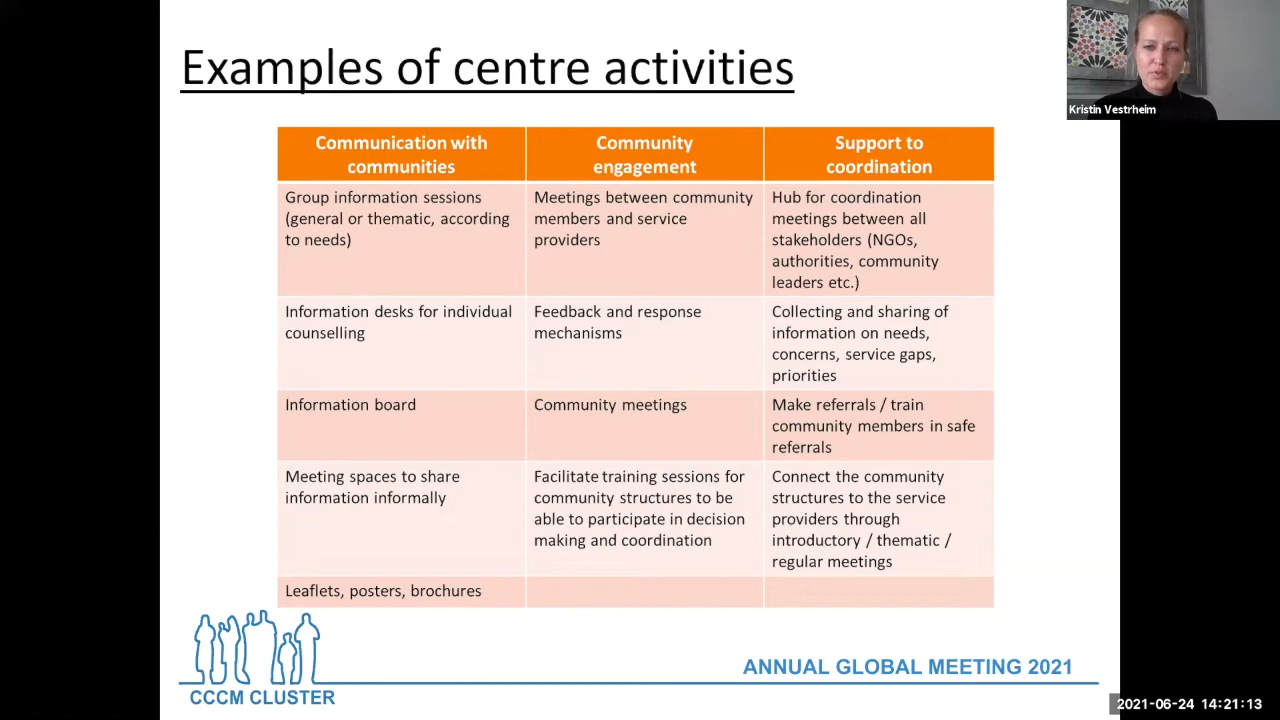 Examples of centre activities
Kristin Vestrheim
Communication with
communities
Community
engagement
Support to
coordination
Group information sessions
(general or thematic, according
to needs)
Meetings between community
members and service
providers
Hub for coordination
meetings between all
stakeholders (NGOs,
authorities, community
leaders etc.)
Information desks for individual
counselling
Feedback and response
mechanisms
Collecting and sharing of
information on needs,
concerns, service gaps,
priorities
Information board
Community meetings
Make referrals / train
community members in safe
referrals
Meeting spaces to share
information informally
Facilitate training sessions for
community structures to be
able to participate in decision
making and coordination
Connect the community
structures to the service
providers through
introductory / thematic /
regular meetings
Leaflets, posters, brochures
ANNUAL GLOBAL MEETING 2021
CCCM CLUSTER
2021-06-24 14:21:13